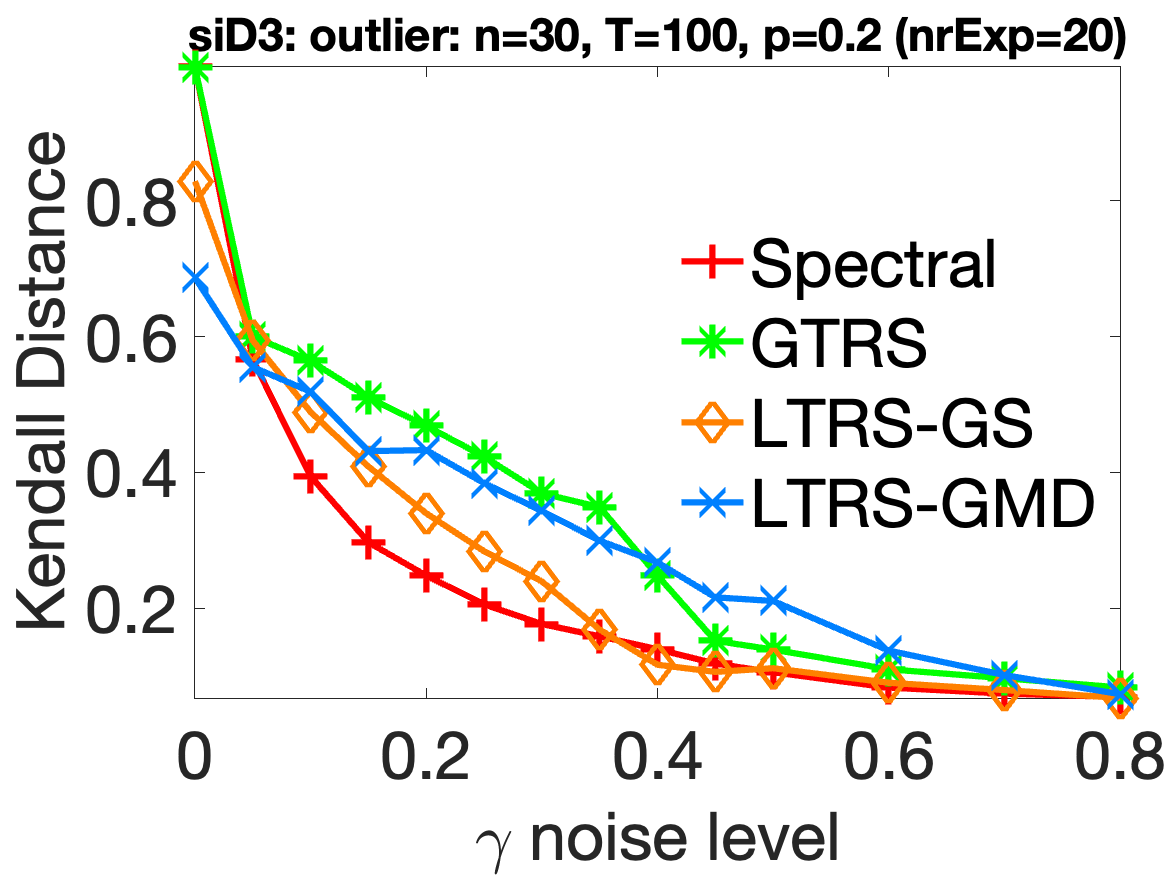 siD3: outlier: n=30, T=100, p=0.2 (nrExp=20)
Kendall Distance
0.8
0.6
0.4
0.2
Spectral
GTRS
LTRS-GS
LTRS-GMD
0 0.2 0.4 0.6 0.8
γ noise level